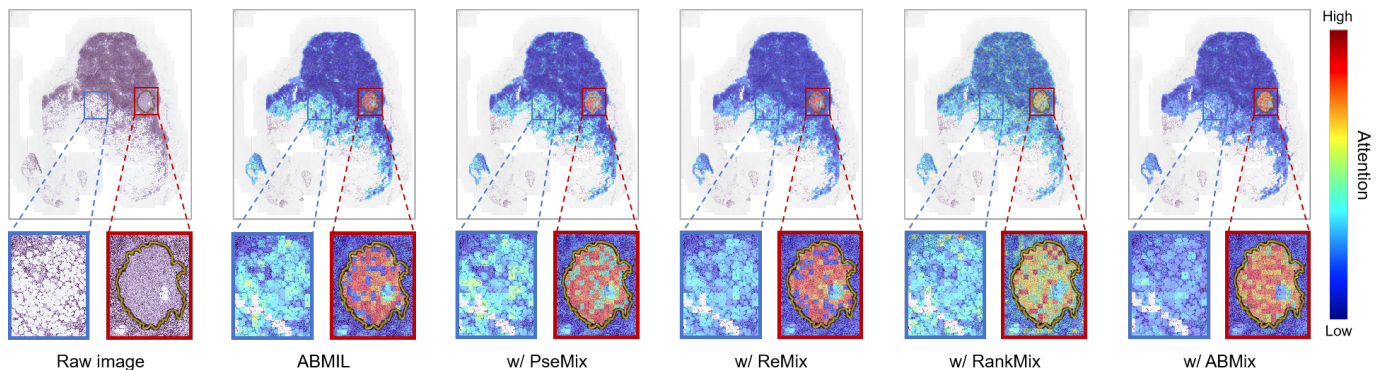 High
Attention
Low
Raw image
ABMIL
w/ PseMix
w/ ReMix
w/ RankMix
w/ ABMix